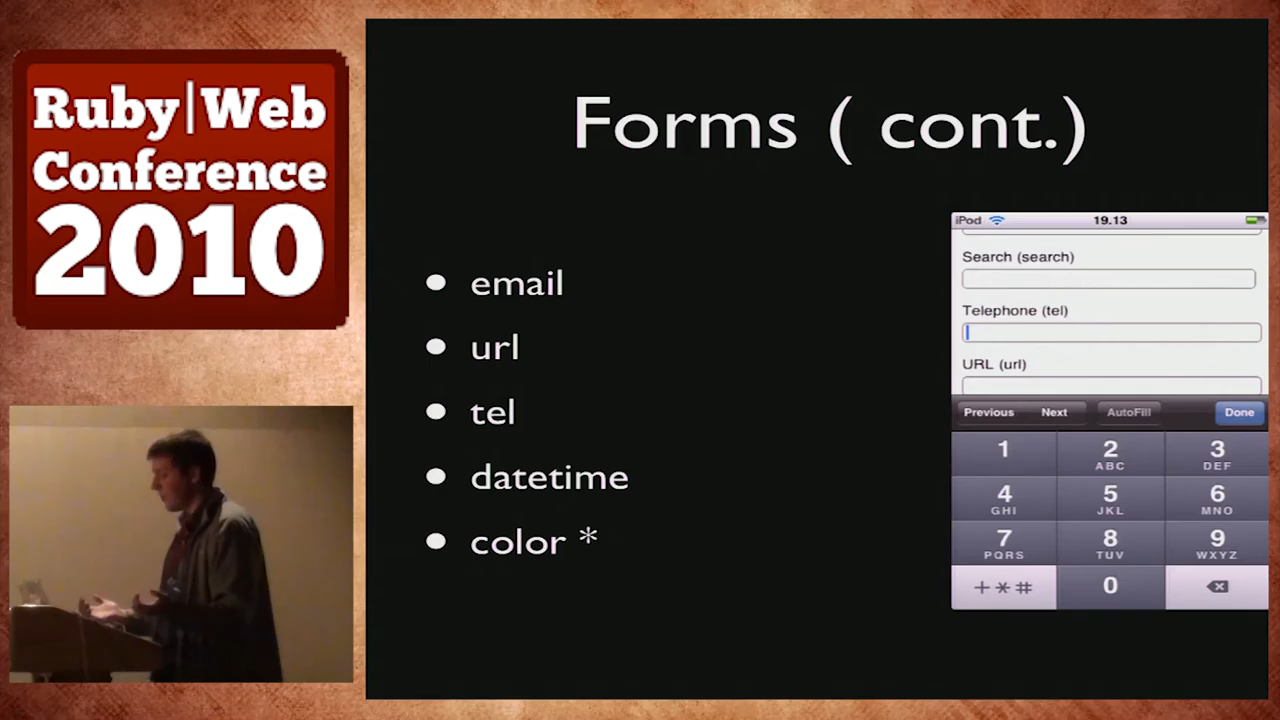 Ruby|Web
Conference
2010
Forms ( cont.)
• email
• url
• tel
• datetime
• color *
iPod 19.13
Search (search)
Telephone (tel)
URL (url)
Previous Next AutoFill Done
1 2 3
ABC DEF
4 5 6
GHI JKL MNO
7 8 9
PQRS TUV WXYZ
+*# 0